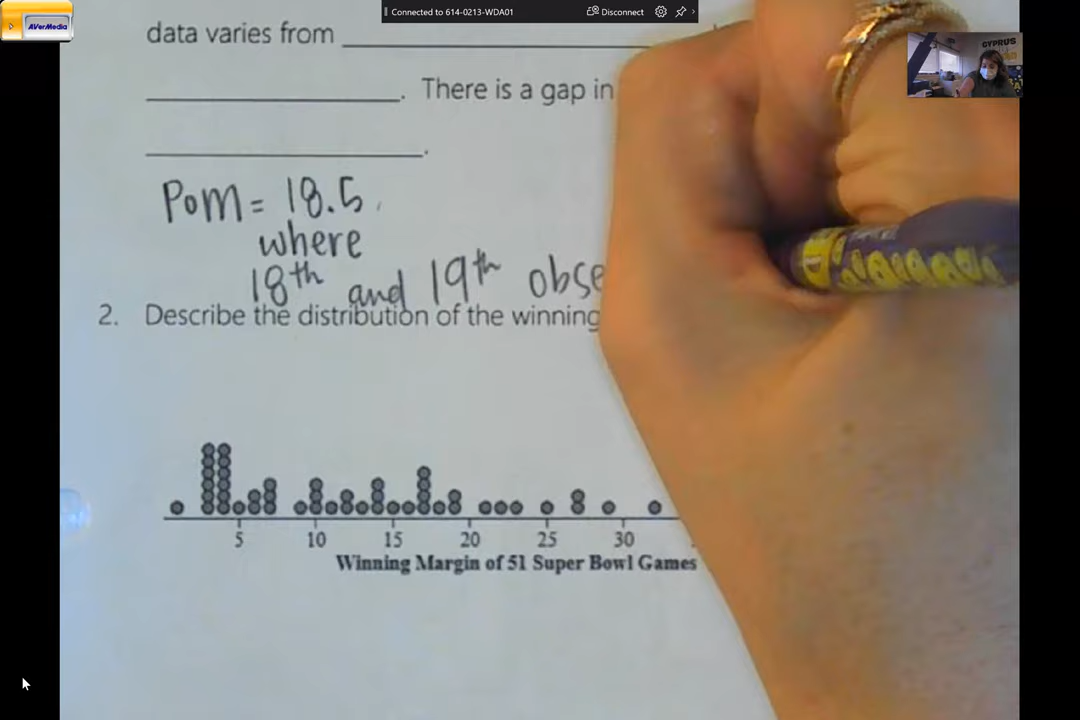 Connected to 614-0213-WDA01 Disconnect
AVerMedia
CYPRUS
data varies from
. There is a gap in
.
PoM = 18.5
where
18th and 19th obse
2. Describe the distribution of the winning
5 10 15 20 25 30
Winning Margin of 51 Super Bowl Games